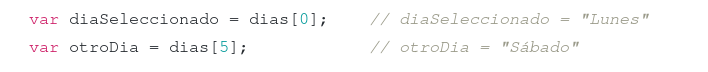 var diaSeleccionado = dias[0];    // diaSeleccionado = "Lunes"
var otroDia = dias[5];            // otroDia = "Sábado"